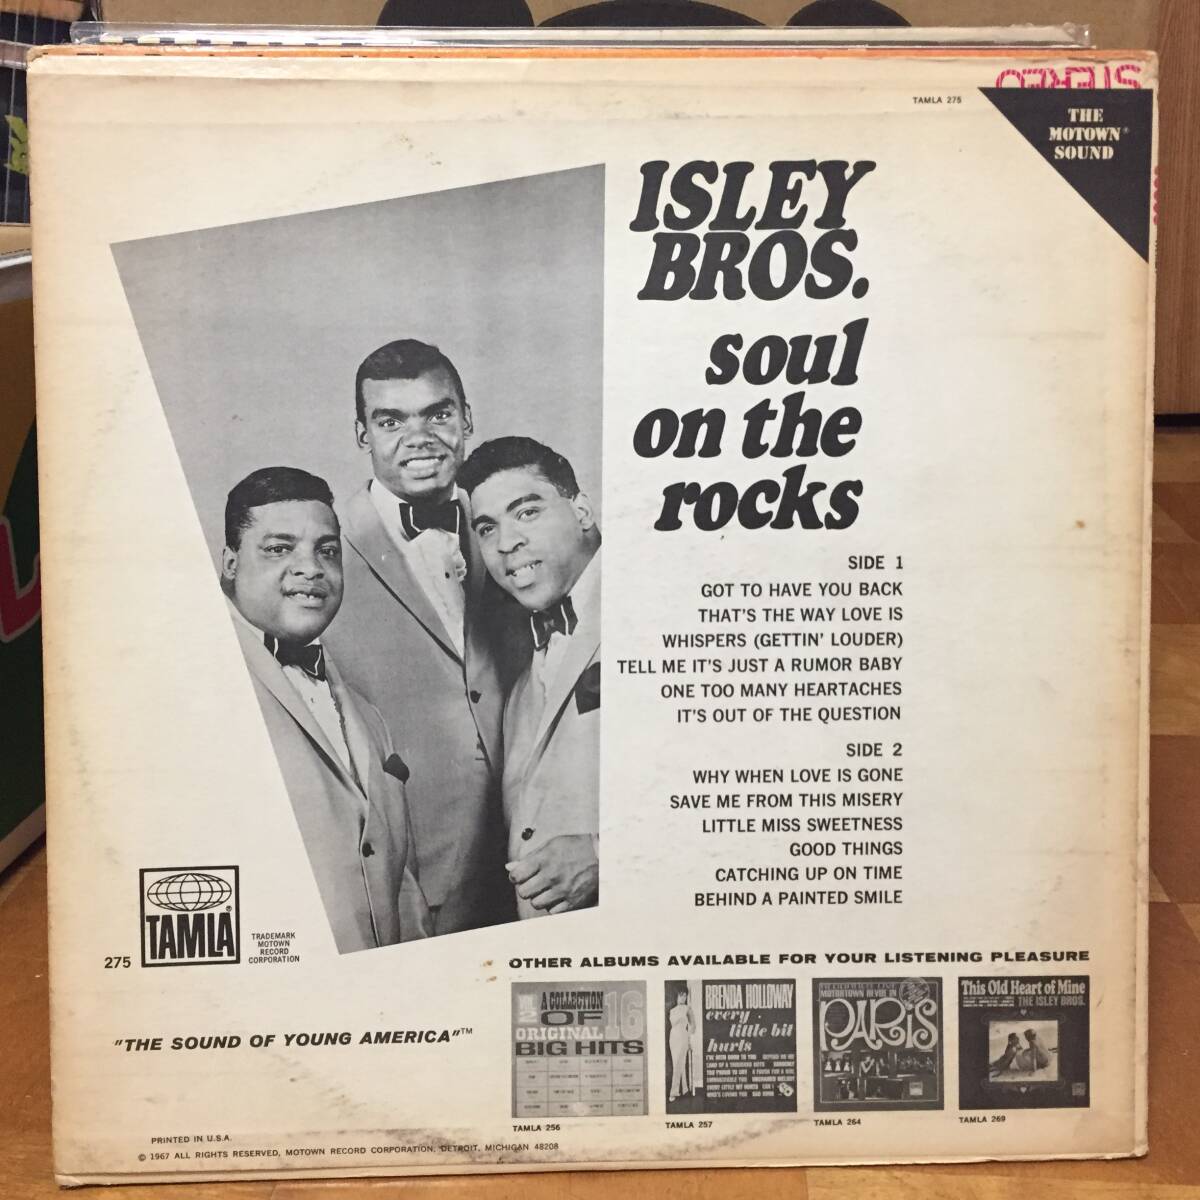 TAMLA 275
THE
MOTOWN®
SOUND
ISLEY
BROS.
soul
on the
rocks
SIDE 1
GOT TO HAVE YOU BACK
THAT'S THE WAY LOVE IS
WHISPERS (GETTIN' LOUDER)
TELL ME IT'S JUST A RUMOR BABY
ONE TOO MANY HEARTACHES
IT'S OUT OF THE QUESTION
SIDE 2
WHY WHEN LOVE IS GONE
SAVE ME FROM THIS MISERY
LITTLE MISS SWEETNESS
GOOD THINGS
CATCHING UP ON TIME
BEHIND A PAINTED SMILE
275
TAMLA®
TRADEMARK
MOTOWN
RECORD
CORPORATION
"THE SOUND OF YOUNG AMERICA"™
OTHER ALBUMS AVAILABLE FOR YOUR LISTENING PLEASURE
A COLLECTION
OF 16
ORIGINAL
BIG HITS
TAMLA 256
BRENDA HOLLOWAY
every
little bit
hurts
TAMLA 257
MOTORTOWN REVUE IN
PARIS
TAMLA 264
This Old Heart of Mine
THE ISLEY BROS.
TAMLA 269
PRINTED IN U.S.A.
© 1967 ALL RIGHTS RESERVED, MOTOWN RECORD CORPORATION, DETROIT, MICHIGAN 48208